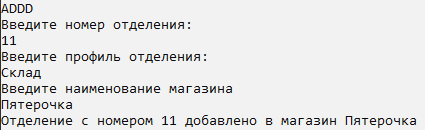 ADDD
Введите номер отделения:
11
Введите профиль отделения:
Склад
Введите наименование магазина
Пятерочка
Отделение с номером 11 добавлено в магазин Пятерочка